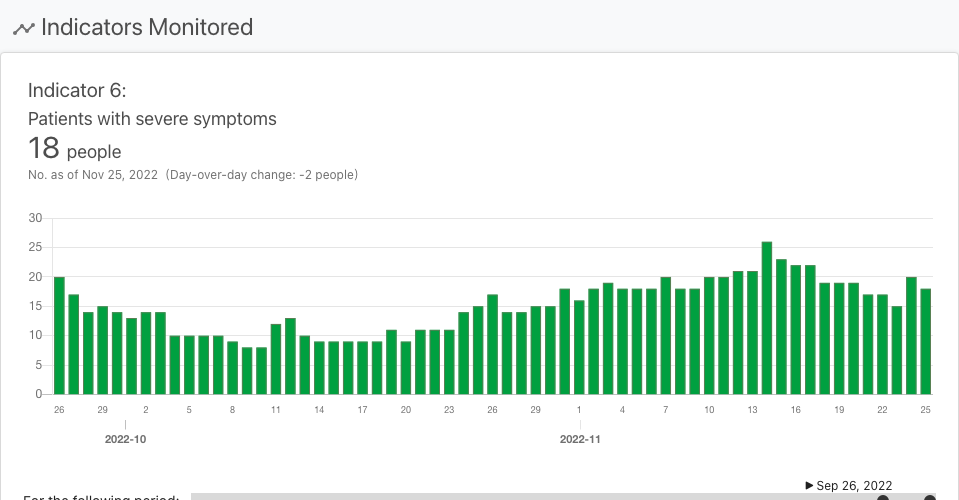 Indicators Monitored
Indicator 6:
Patients with severe symptoms
18 people
No. as of Nov 25, 2022 (Day-over-day change: -2 people)
30
25
20
15
10
5
0
26 29 2 5 8 11 14 17 20 23 26 29 1 4 7 10 13 16 19 22 25
2022-10 2022-11
▶ Sep 26, 2022
For the following period: